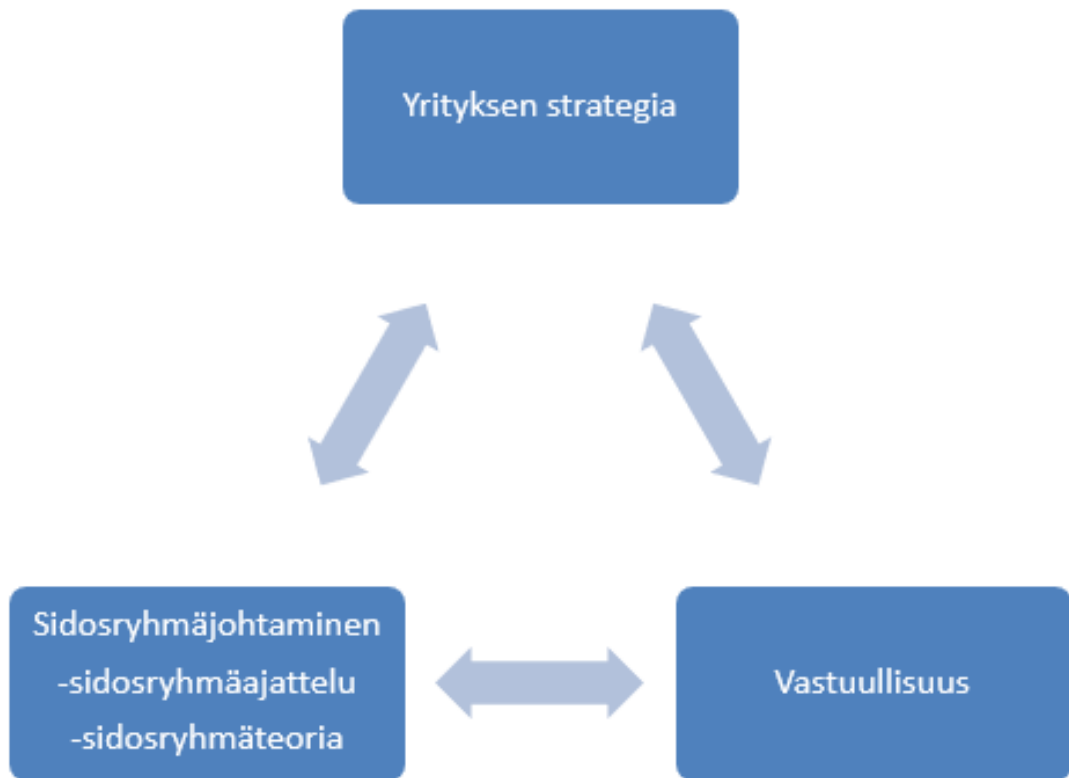 Yrityksen strategia
Sidosryhmäjohtaminen
-sidosryhmäajattelu
-sidosryhmäteoria
Vastuullisuus